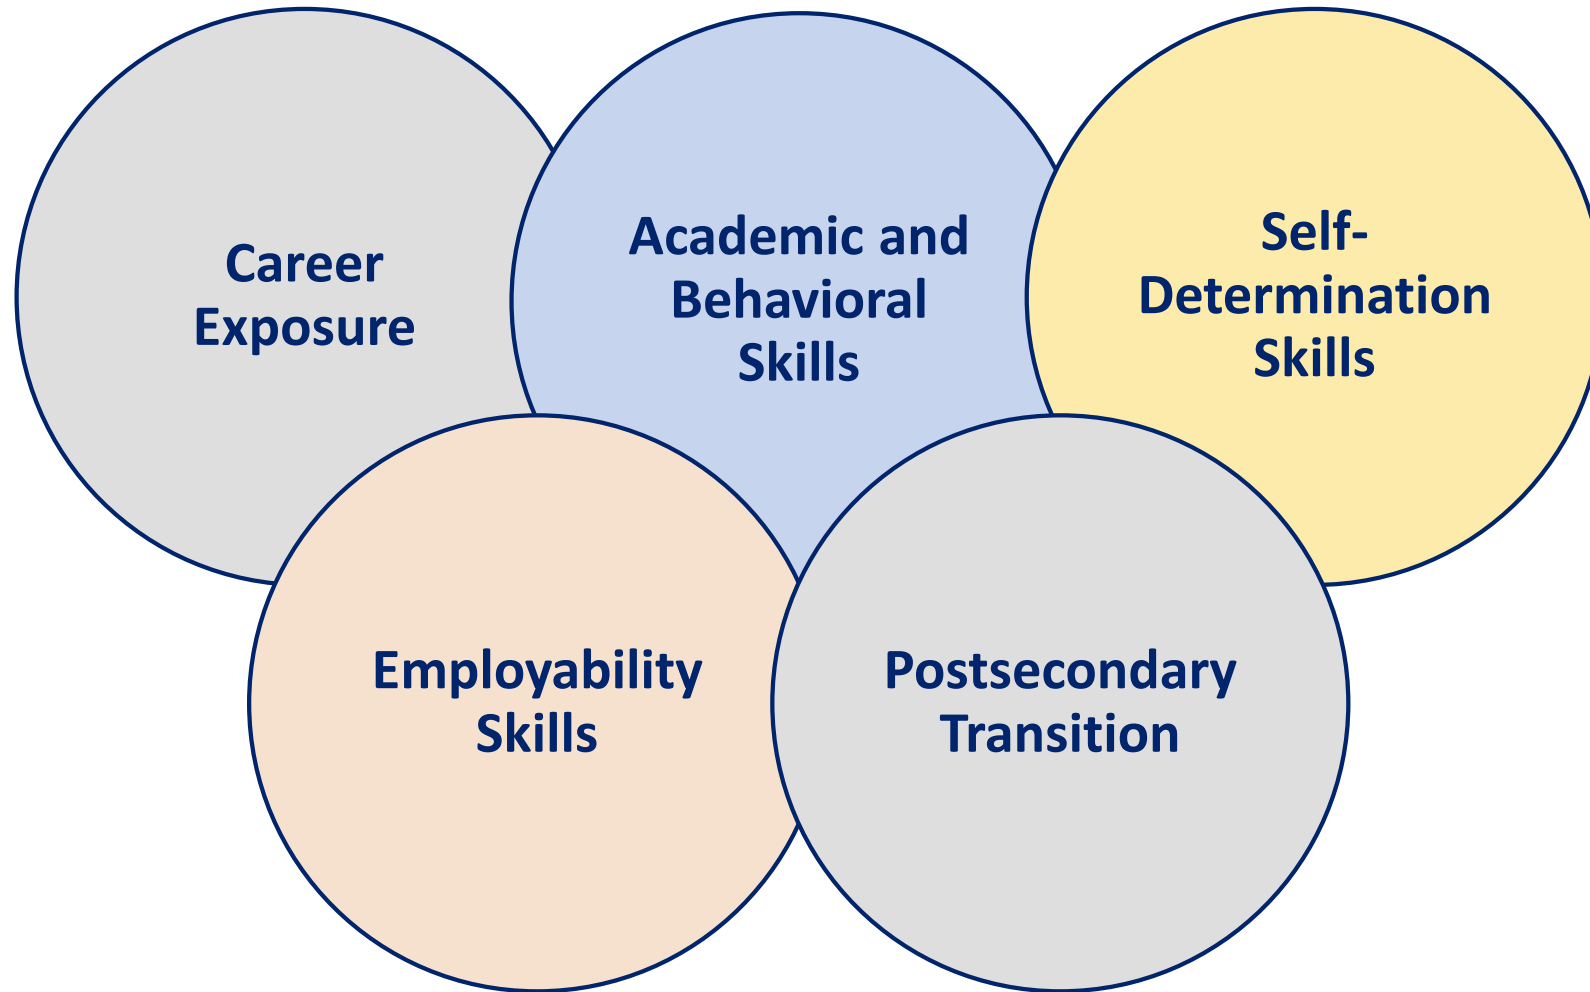 Career
Exposure
Academic and
Behavioral
Skills
Self-
Determination
Skills
Employability
Skills
Postsecondary
Transition